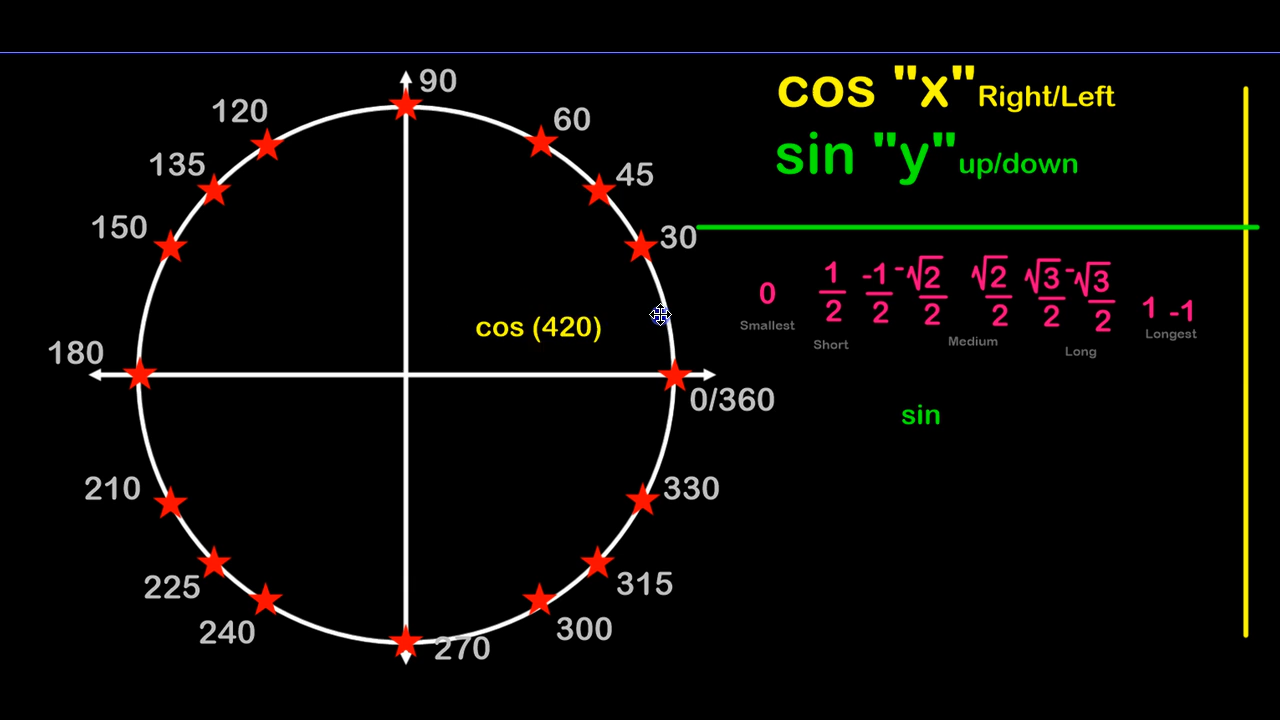 90
120
60
135
45
150
30
cos (420)
180
0/360
210
330
225
315
240
300
270
cos "x" Right/Left
sin "y" up/down
0 1/2 -1/2 -√2/2 √2/2 √3/2 -√3/2 1 -1
Smallest Short Medium Long Longest
sin